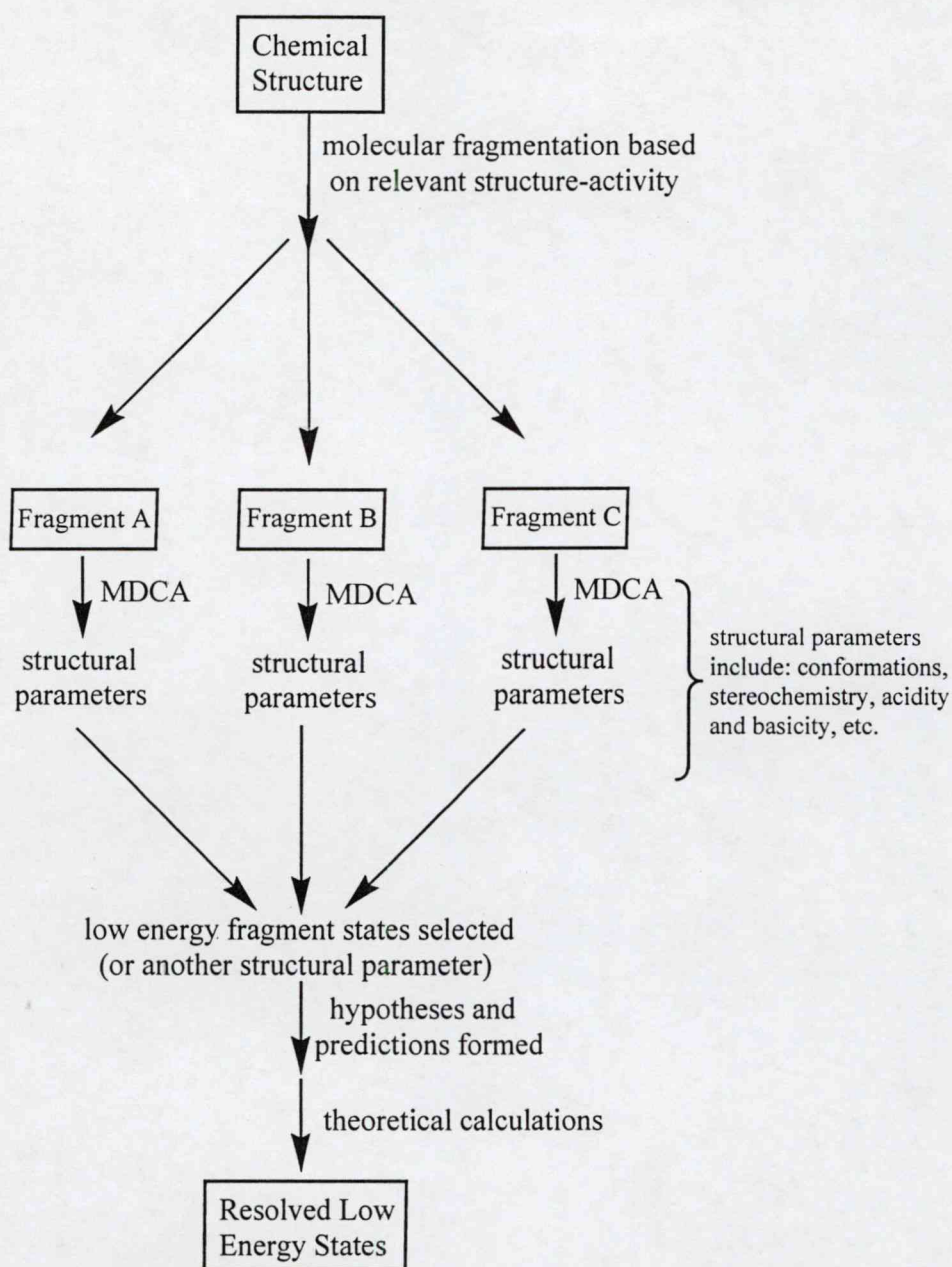 Chemical
Structure
molecular fragmentation based
on relevant structure-activity
Fragment A
Fragment B
Fragment C
MDCA
MDCA
MDCA
structural
parameters
structural
parameters
structural
parameters
structural parameters
include: conformations,
stereochemistry, acidity
and basicity, etc.
low energy fragment states selected
(or another structural parameter)
hypotheses and
predictions formed
theoretical calculations
Resolved Low
Energy States